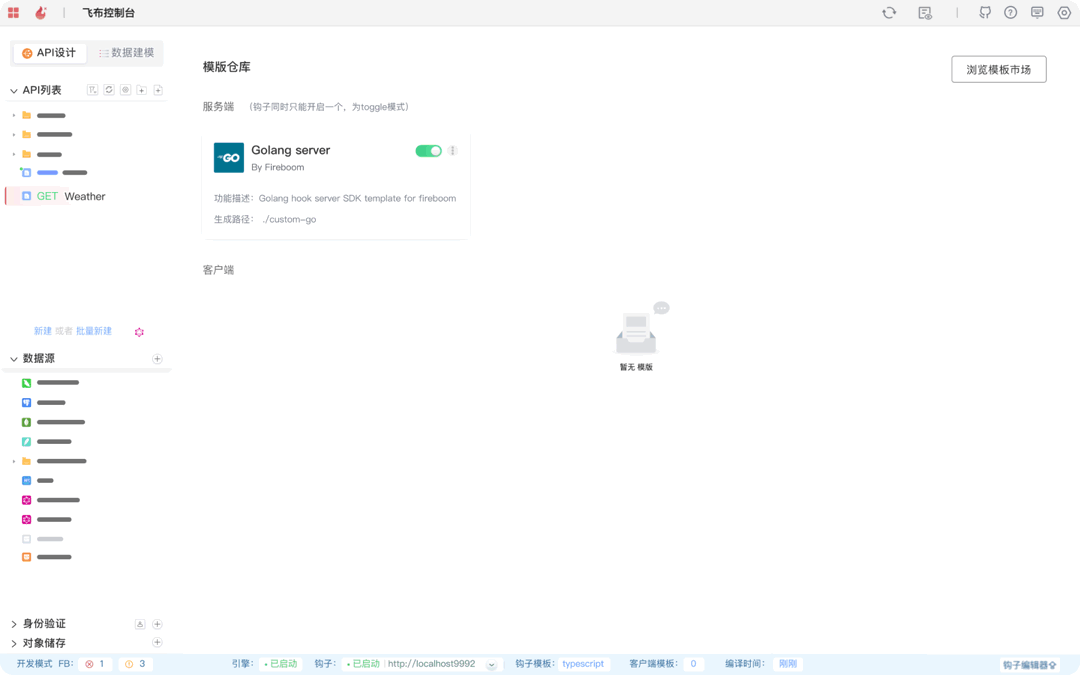 飞布控制台
API设计 数据建模
API列表
GET Weather
新建 或者 批量新建
数据源
身份验证
对象储存
模版仓库
浏览模板市场
服务端 （钩子同时只能开启一个，为toggle模式）
GO
Golang server
By Fireboom
功能描述： Golang hook server SDK template for fireboom
生成路径： ./custom-go
客户端
暂无 模版
开发模式 FB: 1 3 引擎: 已启动 钩子: 已启动 http://localhost9992 钩子模板: typescript 客户端模板: 0 编译时间: 刚刚 钩子编辑器